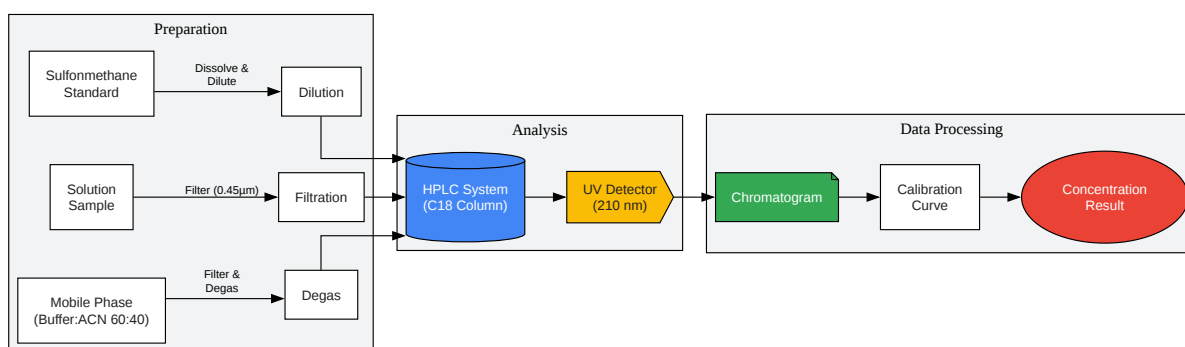 Preparation
Sulfonmethane
Standard
Dissolve &
Dilute
Dilution
Solution
Sample
Filter (0.45µm)
Filtration
Mobile Phase
(Buffer:ACN 60:40)
Filter &
Degas
Degas
Analysis
HPLC System
(C18 Column)
UV Detector
(210 nm)
Data Processing
Chromatogram
Calibration
Curve
Concentration
Result